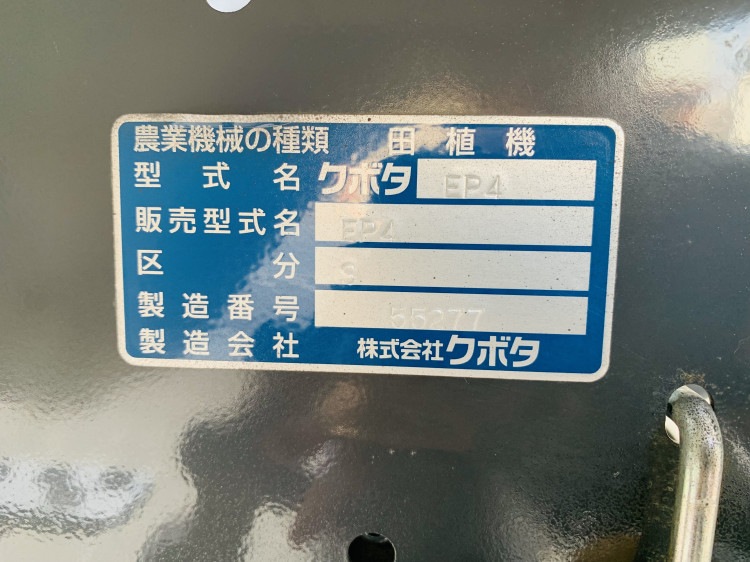 農業機械の種類 田植機
型式名 クボタ EP4
販売型式名 EP4
区分 S
製造番号 55277
製造会社 株式会社クボタ